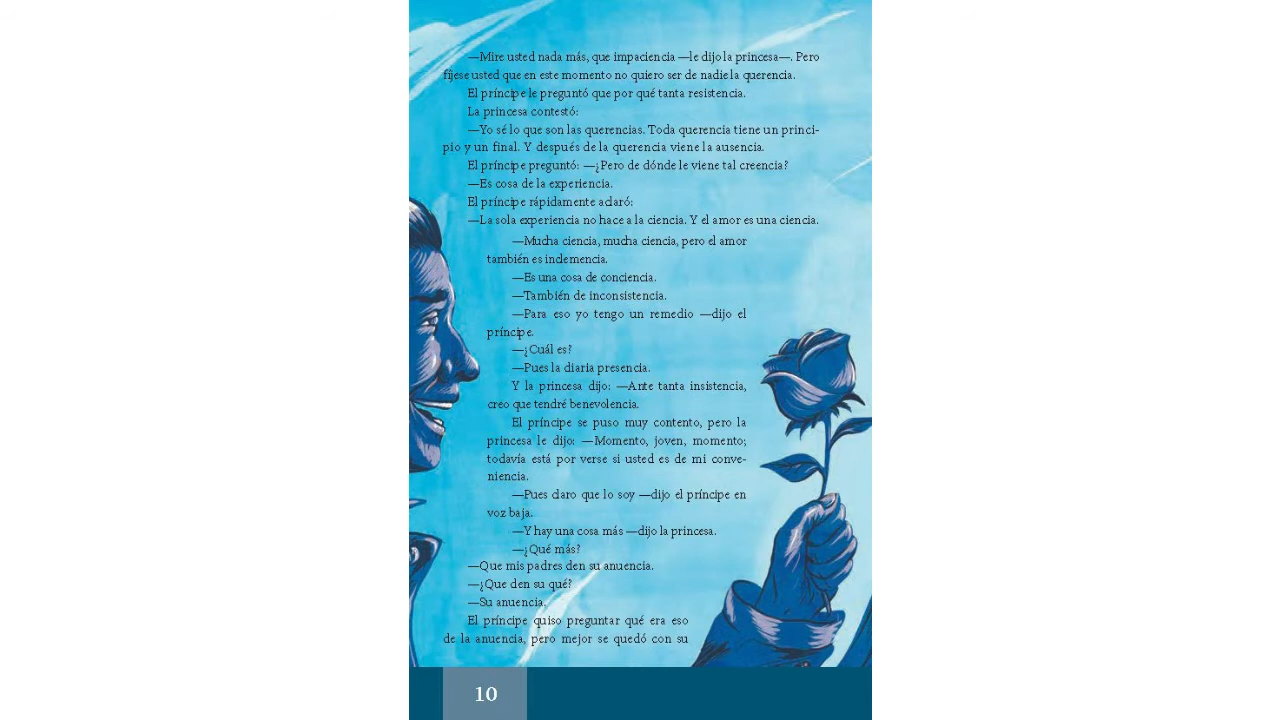 —Mire usted nada más, que impaciencia —le dijo la princesa—. Pero
fíjese usted que en este momento no quiero ser de nadie la querencia.
El príncipe le preguntó que por qué tanta resistencia.
La princesa contestó:
—Yo sé lo que son las querencias. Toda querencia tiene un princi-
pio y un final. Y después de la querencia viene la ausencia.
El príncipe preguntó: —¿Pero de dónde le viene tal creencia?
—Es cosa de la experiencia.
El príncipe rápidamente aclaró:
—La sola experiencia no hace a la ciencia. Y el amor es una ciencia.
—Mucha ciencia, mucha ciencia, pero el amor
también es inclemencia.
—Es una cosa de conciencia.
—También de inconsistencia.
—Para eso yo tengo un remedio —dijo el
príncipe.
—¿Cuál es?
—Pues la diaria presencia.
Y la princesa dijo: —Ante tanta insistencia,
creo que tendré benevolencia.
El príncipe se puso muy contento, pero la
princesa le dijo: —Momento, joven, momento;
todavía está por verse si usted es de mi conve-
niencia.
—Pues claro que lo soy —dijo el príncipe en
voz baja.
—Y hay una cosa más —dijo la princesa.
—¿Qué más?
—Que mis padres den su anuencia.
—¿Que den su qué?
—Su anuencia.
El príncipe quiso preguntar qué era eso
de la anuencia, pero mejor se quedó con su
10